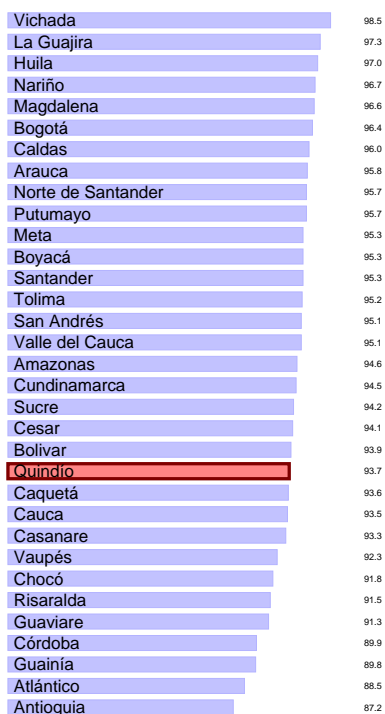 Vichada 98.5
La Guajira 97.3
Huila 97.0
Nariño 96.7
Magdalena 96.6
Bogotá 96.4
Caldas 96.0
Arauca 95.8
Norte de Santander 95.7
Putumayo 95.7
Meta 95.3
Boyacá 95.3
Santander 95.3
Tolima 95.2
San Andrés 95.1
Valle del Cauca 95.1
Amazonas 94.6
Cundinamarca 94.5
Sucre 94.2
Cesar 94.1
Bolivar 93.9
Quindío 93.7
Caquetá 93.6
Cauca 93.5
Casanare 93.3
Vaupés 92.3
Chocó 91.8
Risaralda 91.5
Guaviare 91.3
Córdoba 89.9
Guainía 89.8
Atlántico 88.5
Antioquia 87.2